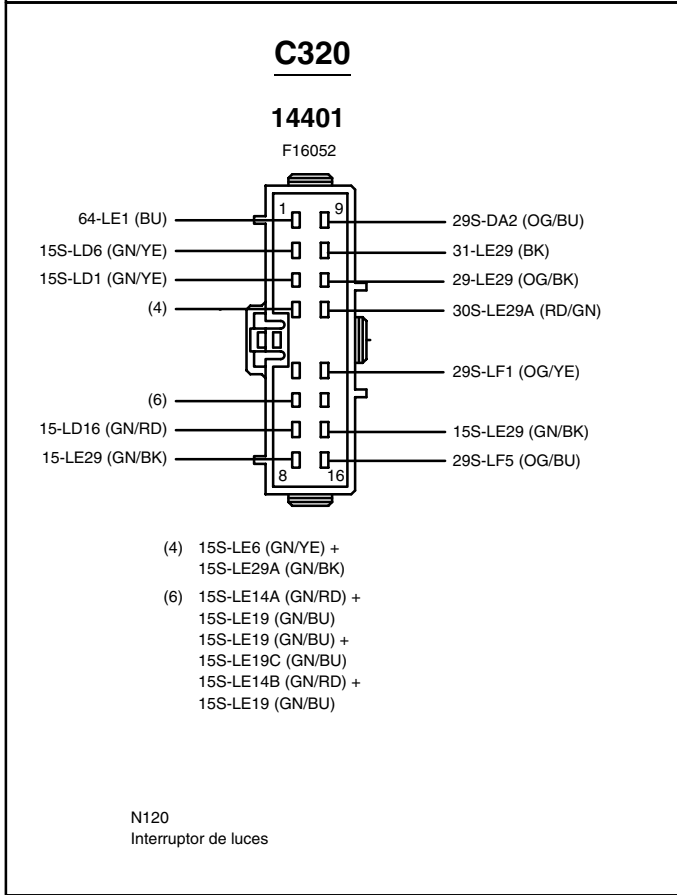 C320
14401
F16052
1 9
64-LE1 (BU) 29S-DA2 (OG/BU)
15S-LD6 (GN/YE) 31-LE29 (BK)
15S-LD1 (GN/YE) 29-LE29 (OG/BK)
(4) 30S-LE29A (RD/GN)
29S-LF1 (OG/YE)
(6)
15-LD16 (GN/RD) 15S-LE29 (GN/BK)
15-LE29 (GN/BK) 29S-LF5 (OG/BU)
8 16
(4) 15S-LE6 (GN/YE) +
15S-LE29A (GN/BK)
(6) 15S-LE14A (GN/RD) +
15S-LE19 (GN/BU)
15S-LE19 (GN/BU) +
15S-LE19C (GN/BU)
15S-LE14B (GN/RD) +
15S-LE19 (GN/BU)
N120
Interruptor de luces